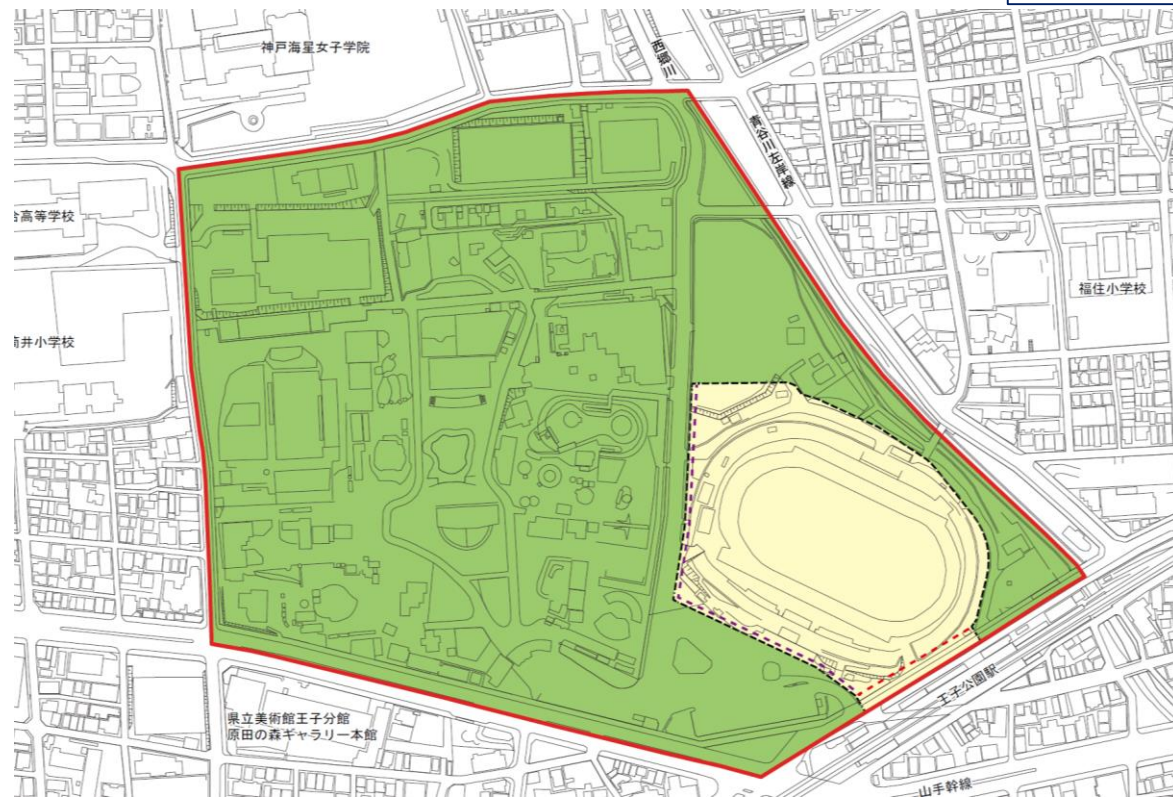 神戸海星女子学院
西郷川
青谷川左岸線
合高等学校
福住小学校
筒井小学校
王子公園駅
県立美術館王子分館
原田の森ギャラリー本館
山手幹線